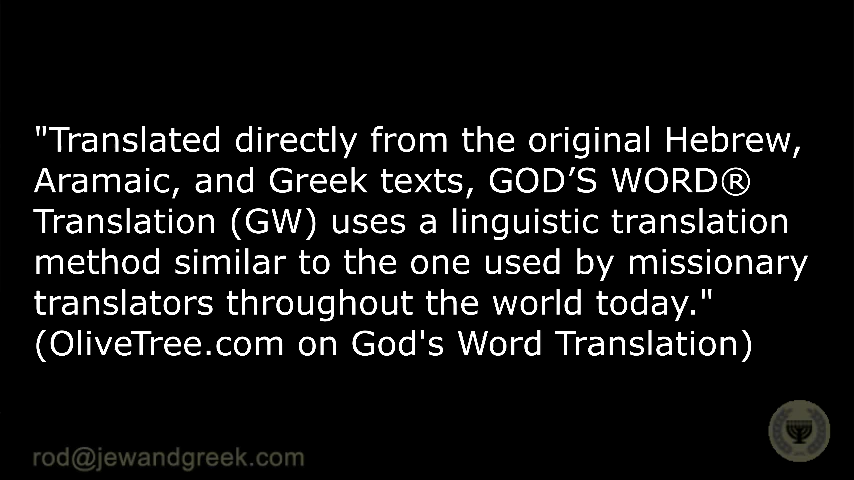 "Translated directly from the original Hebrew,
Aramaic, and Greek texts, GOD’S WORD®
Translation (GW) uses a linguistic translation
method similar to the one used by missionary
translators throughout the world today."
(OliveTree.com on God's Word Translation)
rod@jewandgreek.com